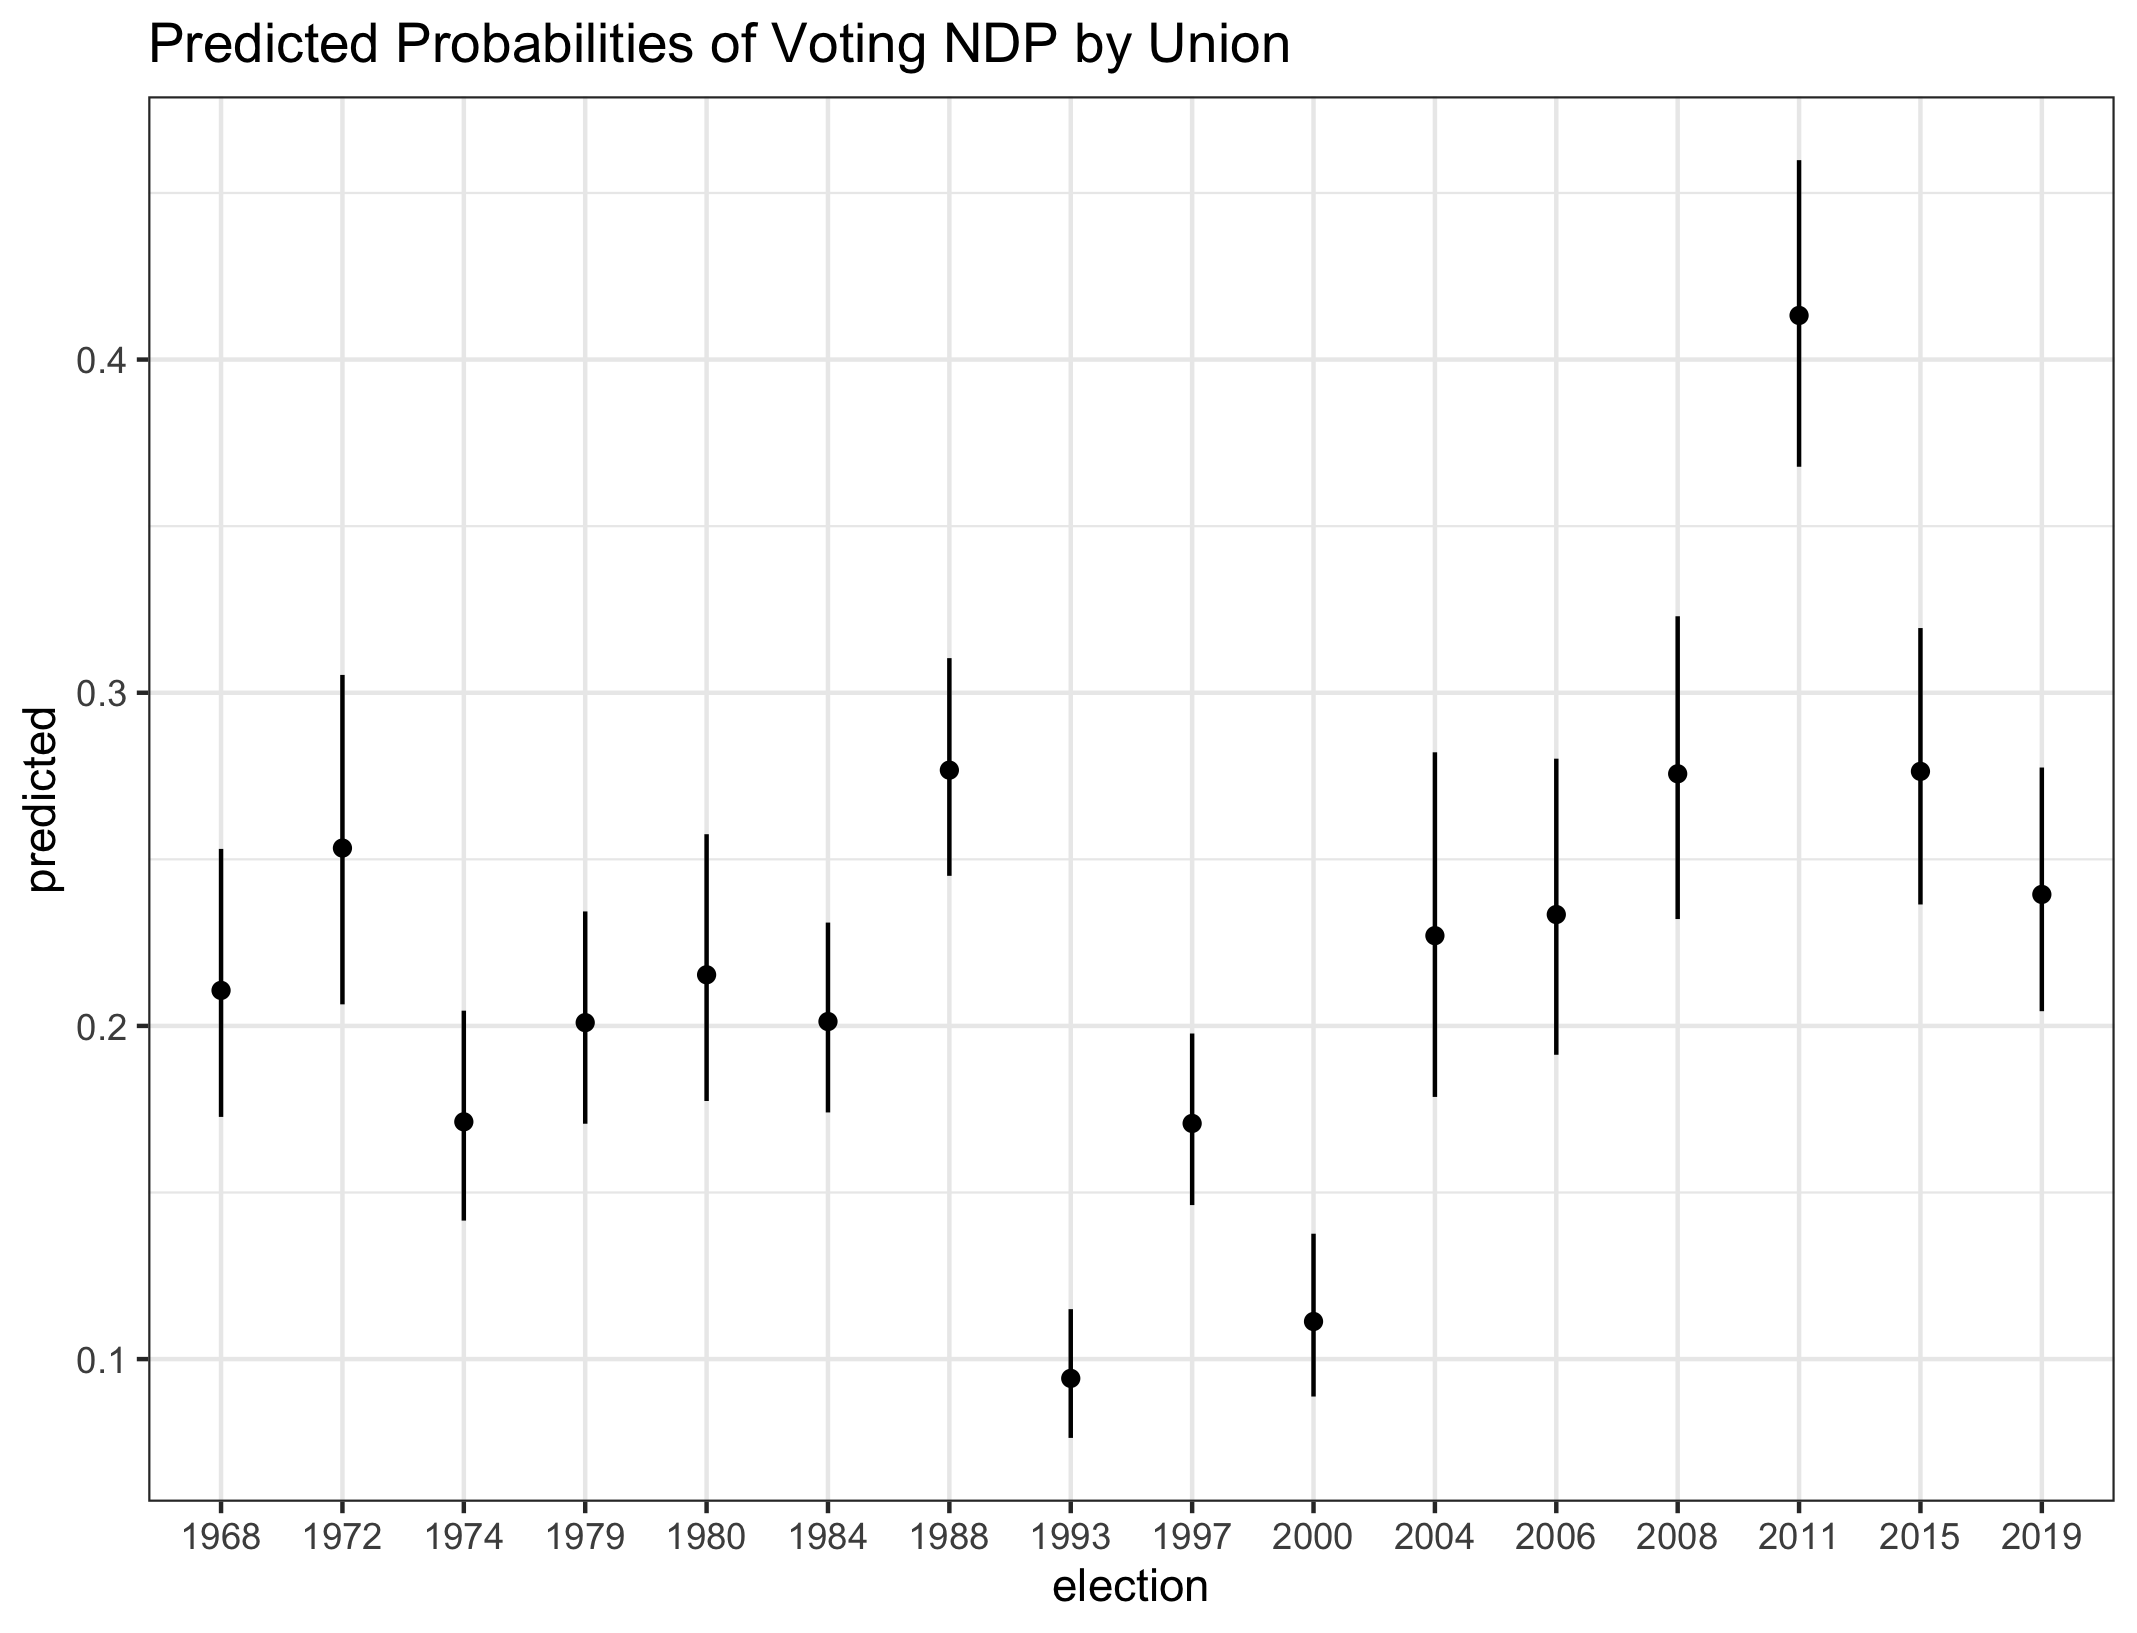 Predicted Probabilities of Voting NDP by Union
predicted
0.4
0.3
0.2
0.1
1968 1972 1974 1979 1980 1984 1988 1993 1997 2000 2004 2006 2008 2011 2015 2019
election